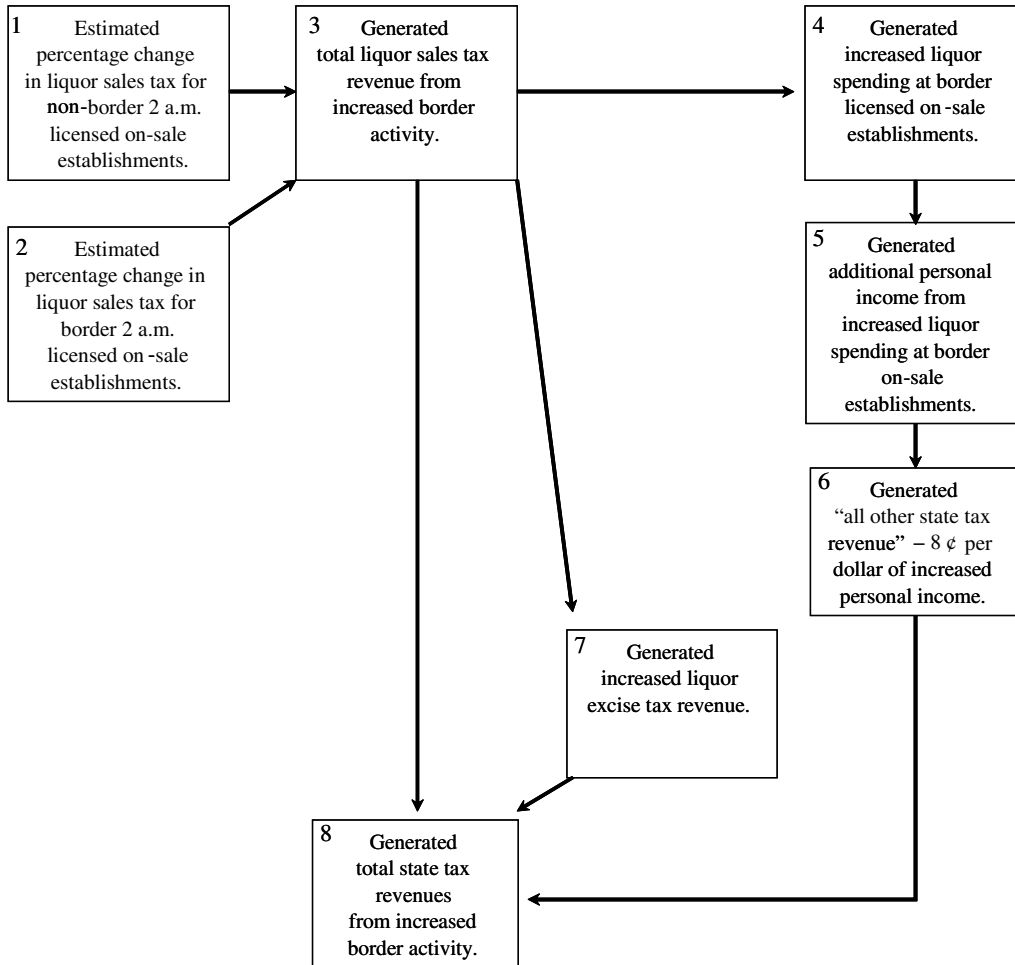 1
Estimated
percentage change
in liquor sales tax for
non-border 2 a.m.
licensed on-sale
establishments.
2
Estimated
percentage change in
liquor sales tax for
border 2 a.m.
licensed on-sale
establishments.
3
Generated
total liquor sales tax
revenue from
increased border
activity.
4
Generated
increased liquor
spending at border
licensed on-sale
establishments.
5
Generated
additional personal
income from
increased liquor
spending at border
on-sale
establishments.
6
Generated
“all other state tax
revenue” – 8 ¢ per
dollar of increased
personal income.
7
Generated
increased liquor
excise tax revenue.
8
Generated
total state tax
revenues
from increased
border activity.